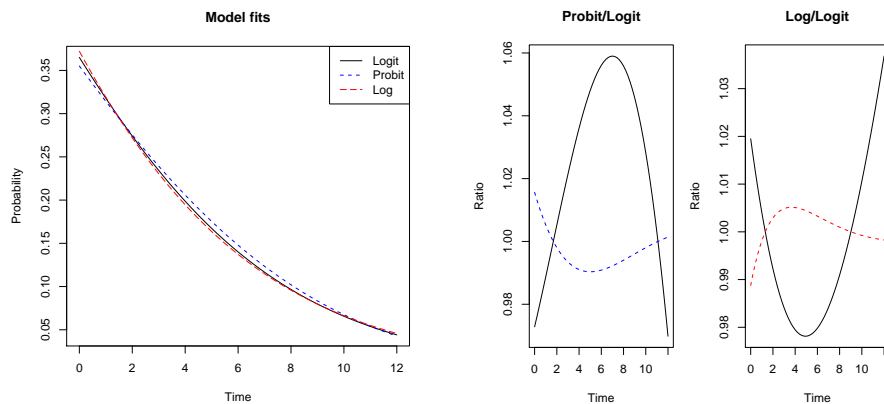 Model fits
Probability
0.05 0.10 0.15 0.20 0.25 0.30 0.35
Logit
Probit
Log
0 2 4 6 8 10 12
Time
Probit/Logit
Ratio
0.98 1.00 1.02 1.04 1.06
0 2 4 6 8 10
Time
Log/Logit
Ratio
0.98 0.99 1.00 1.01 1.02 1.03
0 2 4 6 8 10 12
Time